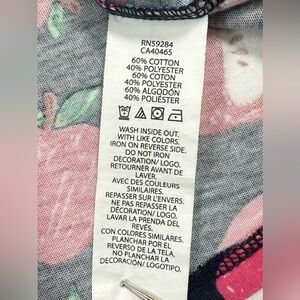 RN59284
CA40465
60% COTTON
40% POLYESTER
60% COTON
40% POLYESTER
60% ALGODÓN
40% POLIÉSTER
WASH INSIDE OUT.
WITH LIKE COLORS.
IRON ON REVERSE SIDE.
DO NOT IRON
DECORATION/ LOGO.
RETOURNER AVANT DE
LAVER.
AVEC DES COULEURS
SIMILAIRES.
REPASSER SUR L'ENVERS.
NE PAS REPASSER LA
DÉCORATION/ LOGO.
LAVAR LA PRENDA DEL
REVÉS.
CON COLORES SIMILARES.
PLANCHAR POR EL
REVERSO DE LA TELA.
NO PLANCHAR LA
DECORACIÓN/ LOGOTIPO.